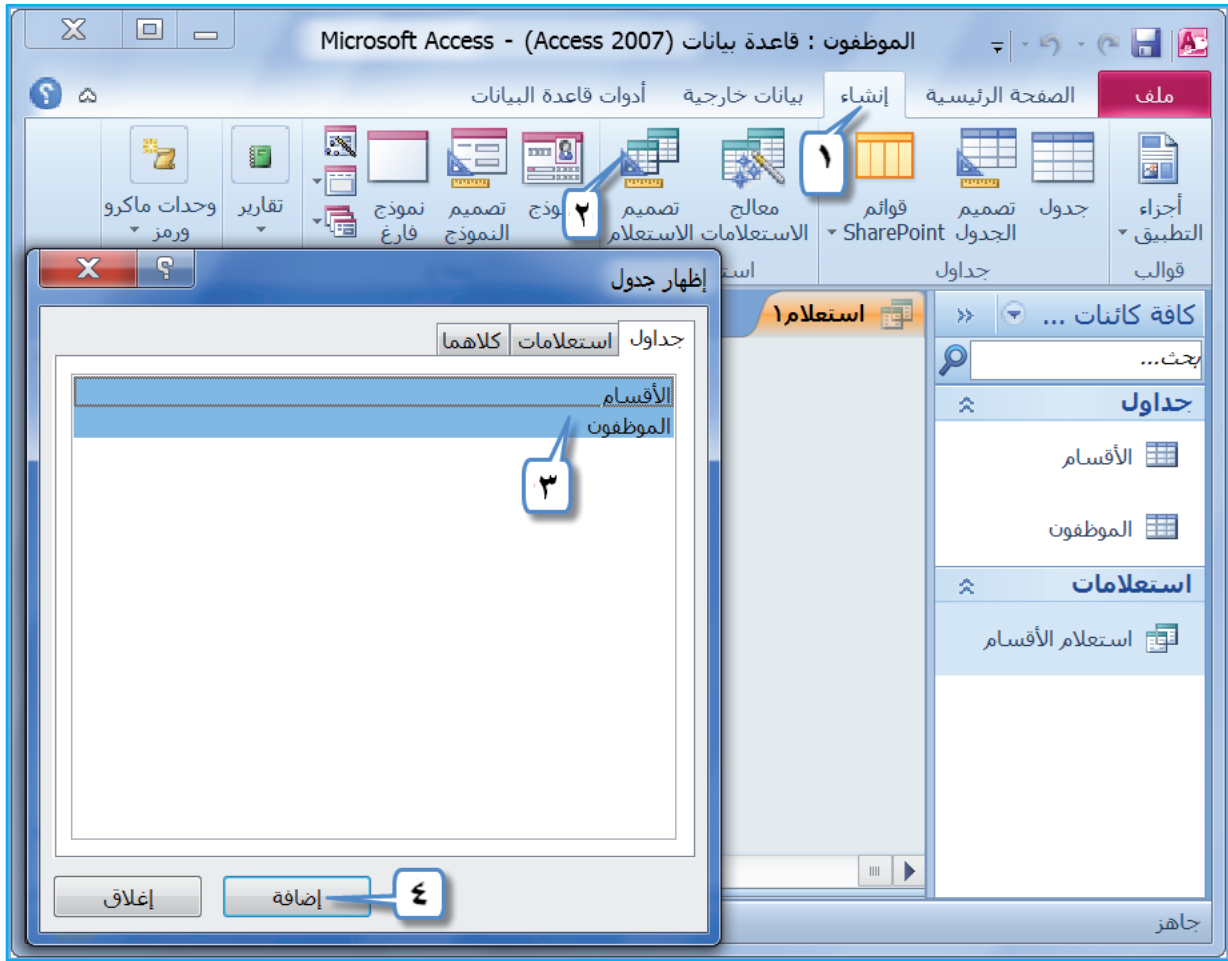 الموظفون : قاعدة بيانات (Access 2007) - Microsoft Access
ملف
الصفحة الرئيسية
إنشاء
بيانات خارجية
أدوات قاعدة البيانات
١
٢
أجزاء
التطبيق
جدول
تصميم
الجدول
قوائم
SharePoint
معالج
الاستعلامات
تصميم
الاستعلام
تصميم
النموذج
نموذج
فارغ
تقارير
وحدات ماكرو
ورمز
قوالب
جداول
كافة كائنات ...
بحث...
جداول
الأقسام
الموظفون
استعلامات
استعلام الأقسام
استعلام١
إظهار جدول
جداول
استعلامات
كلاهما
الأقسام
الموظفون
٣
إضافة
٤
إغلاق
جاهز